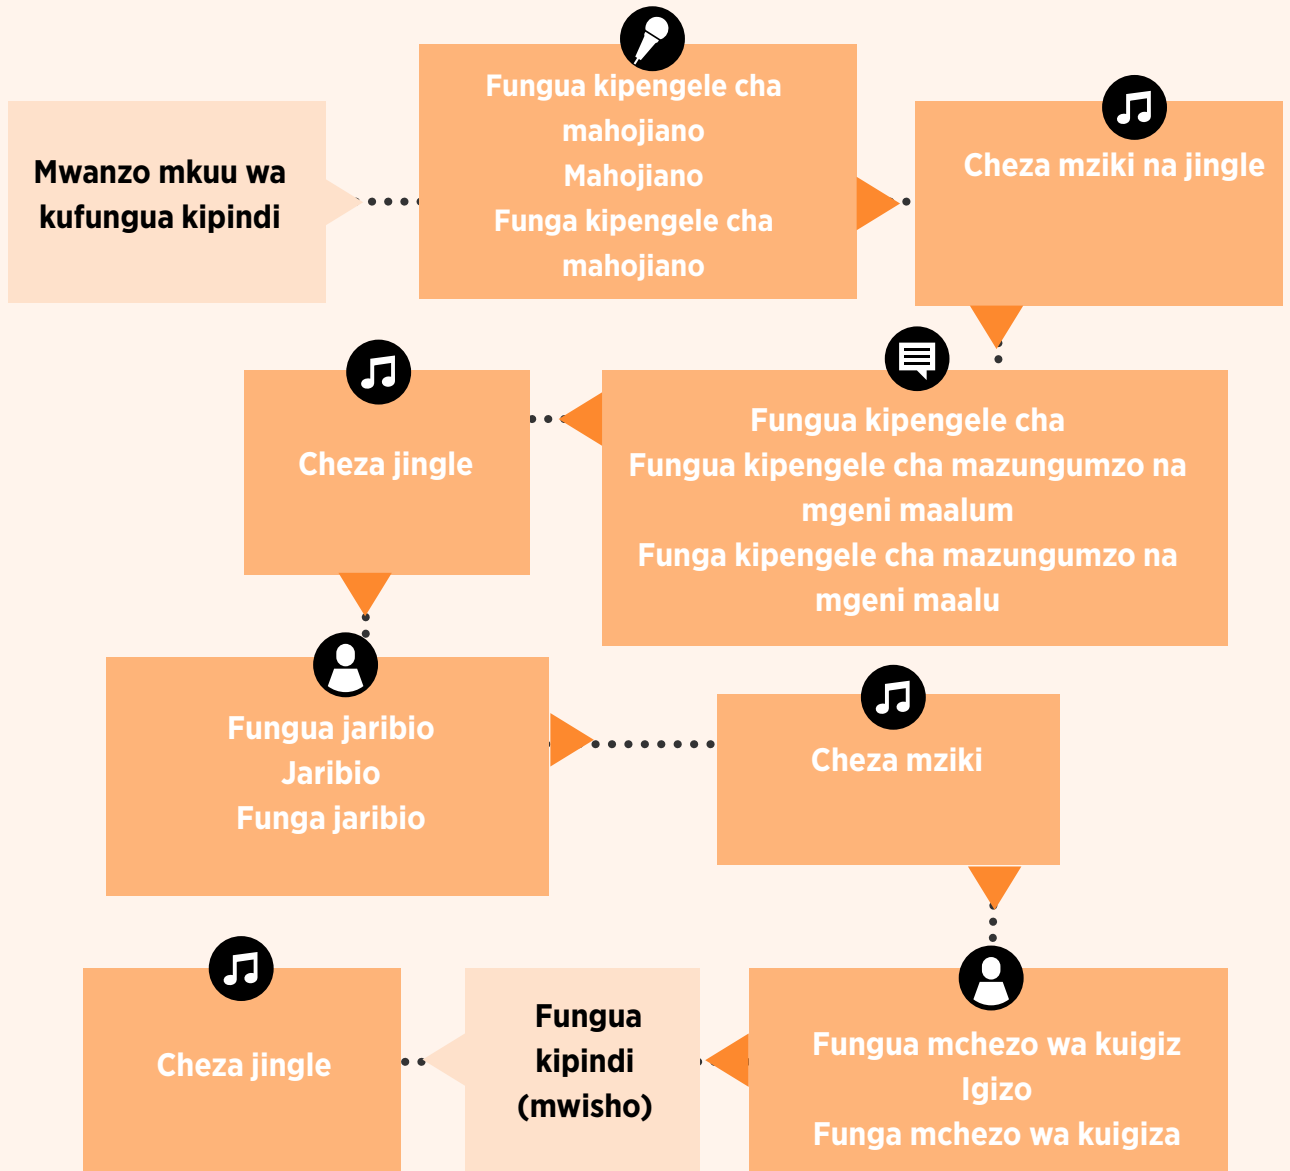 Mwanzo mkuu wa
kufungua kipindi
Fungua kipengele cha
mahojiano
Mahojiano
Funga kipengele cha
mahojiano
Cheza mziki na jingle
Fungua kipengele cha
Fungua kipengele cha mazungumzo na
mgeni maalum
Funga kipengele cha mazungumzo na
mgeni maalu
Cheza jingle
Fungua jaribio
Jaribio
Funga jaribio
Cheza mziki
Fungua mchezo wa kuigiz
Igizo
Funga mchezo wa kuigiza
Fungua
kipindi
(mwisho)
Cheza jingle